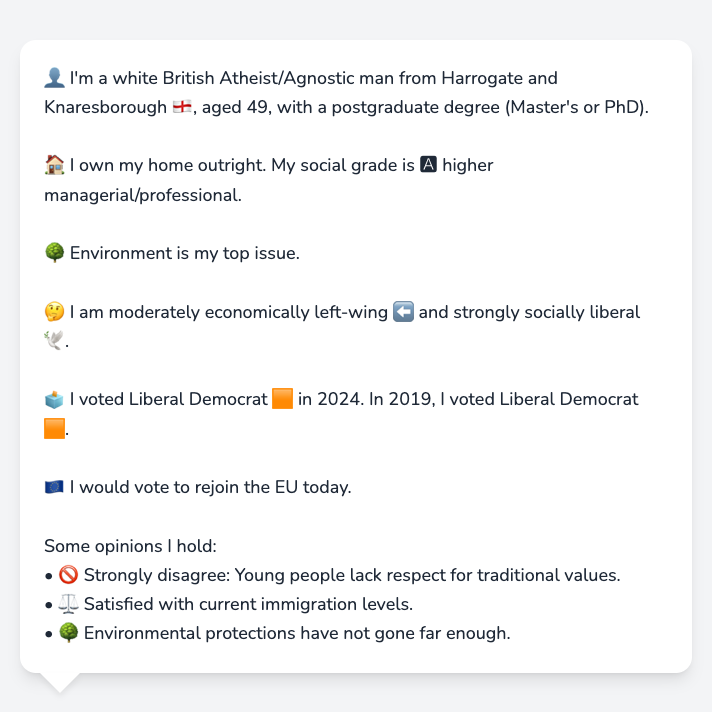 👤 I'm a white British Atheist/Agnostic man from Harrogate and
Knaresborough 🏴󠁧󠁢󠁥󠁮󠁧󠁿, aged 49, with a postgraduate degree (Master's or PhD).
🏠 I own my home outright. My social grade is 🅰 higher
managerial/professional.
🌳 Environment is my top issue.
🤔 I am moderately economically left-wing ⬅️ and strongly socially liberal
🕊️.
🗳️ I voted Liberal Democrat 🟧 in 2024. In 2019, I voted Liberal Democrat
🟧.
🇪🇺 I would vote to rejoin the EU today.
Some opinions I hold:
• 🚫 Strongly disagree: Young people lack respect for traditional values.
• ⚖️ Satisfied with current immigration levels.
• 🌳 Environmental protections have not gone far enough.